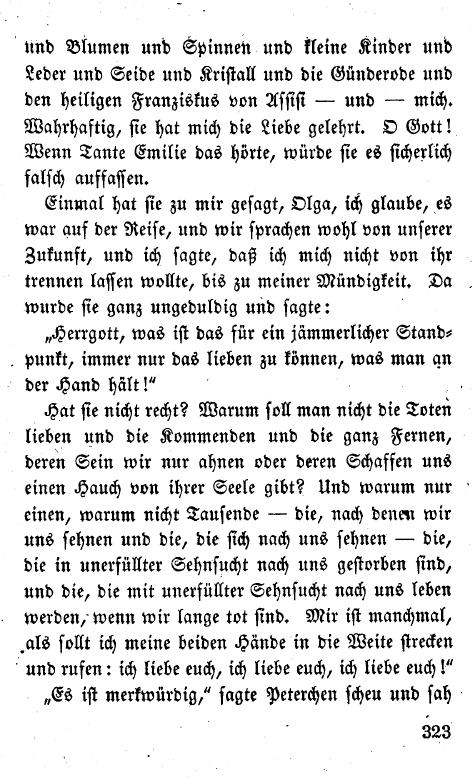 und Blumen und Spinnen und kleine Kinder und
Leder und Seide und Kristall und die Günderode und
den heiligen Franziskus von Assisi — und — mich.
Wahrhaftig, sie hat mich die Liebe gelehrt. O Gott!
Wenn Tante Emilie das hörte, würde sie es sicherlich
falsch auffassen.
Einmal hat sie zu mir gesagt, Olga, ich glaube, es
war auf der Reise, und wir sprachen wohl von unserer
Zukunft, und ich sagte, daß ich mich nicht von ihr
trennen lassen wollte, bis zu meiner Mündigkeit. Da
wurde sie ganz ungeduldig und sagte:
„Herrgott, was ist das für ein jämmerlicher Stand-
punkt, immer nur das lieben zu können, was man an
der Hand hält!“
Hat sie nicht recht? Warum soll man nicht die Toten
lieben und die Kommenden und die ganz Fernen,
deren Sein wir nur ahnen oder deren Schaffen uns
einen Hauch von ihrer Seele gibt? Und warum nur
einen, warum nicht Tausende — die, nach denen wir
uns sehnen und die, die sich nach uns sehnen — die,
die in unerfüllter Sehnsucht nach uns gestorben sind,
und die, die mit unerfüllter Sehnsucht nach uns leben
werden, wenn wir lange tot sind. Mir ist manchmal,
als sollt ich meine beiden Hände in die Weite strecken
und rufen: ich liebe euch, ich liebe euch, ich liebe euch!“
„Es ist merkwürdig,“ sagte Peterchen scheu und sah
323